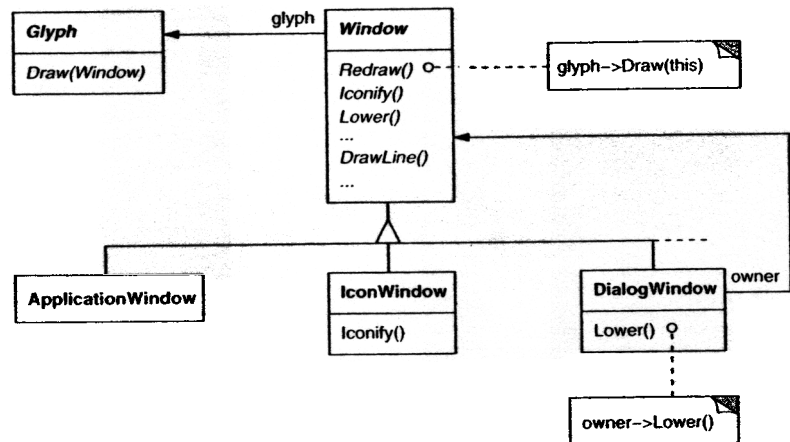 Glyph
Draw(Window)
glyph
Window
Redraw()
Iconify()
Lower()
...
DrawLine()
...
glyph->Draw(this)
ApplicationWindow
IconWindow
Iconify()
DialogWindow
Lower()
owner
owner->Lower()